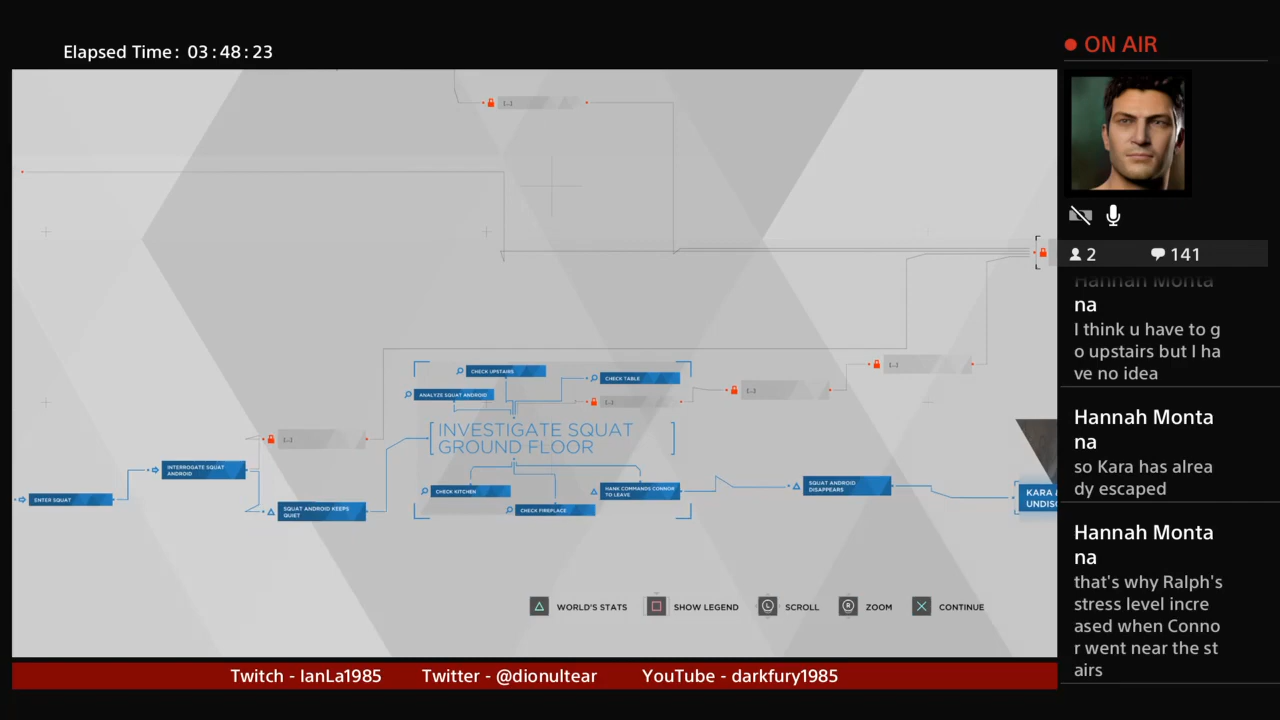 Elapsed Time: 03:48:23
ON AIR
2
141
Hannah Monta
na
I think u have to g
o upstairs but I ha
ve no idea
Hannah Monta
na
so Kara has alrea
dy escaped
Hannah Monta
na
that's why Ralph's
stress level incre
ased when Conno
r went near the st
airs
[...]
CHECK UPSTAIRS
CHECK TABLE
[...]
[...]
ANALYZE SQUAT ANDROID
[...]
[...]
INVESTIGATE SQUAT
GROUND FLOOR
INTERROGATE SQUAT
ANDROID
ENTER SQUAT
SQUAT ANDROID KEEPS
QUIET
CHECK KITCHEN
HANK COMMANDS CONNOR
TO LEAVE
CHECK FIREPLACE
SQUAT ANDROID
DISAPPEARS
KARA &
UNDISC
WORLD'S STATS
SHOW LEGEND
L
SCROLL
R
ZOOM
CONTINUE
Twitch - IanLa1985
Twitter - @dionultear
YouTube - darkfury1985